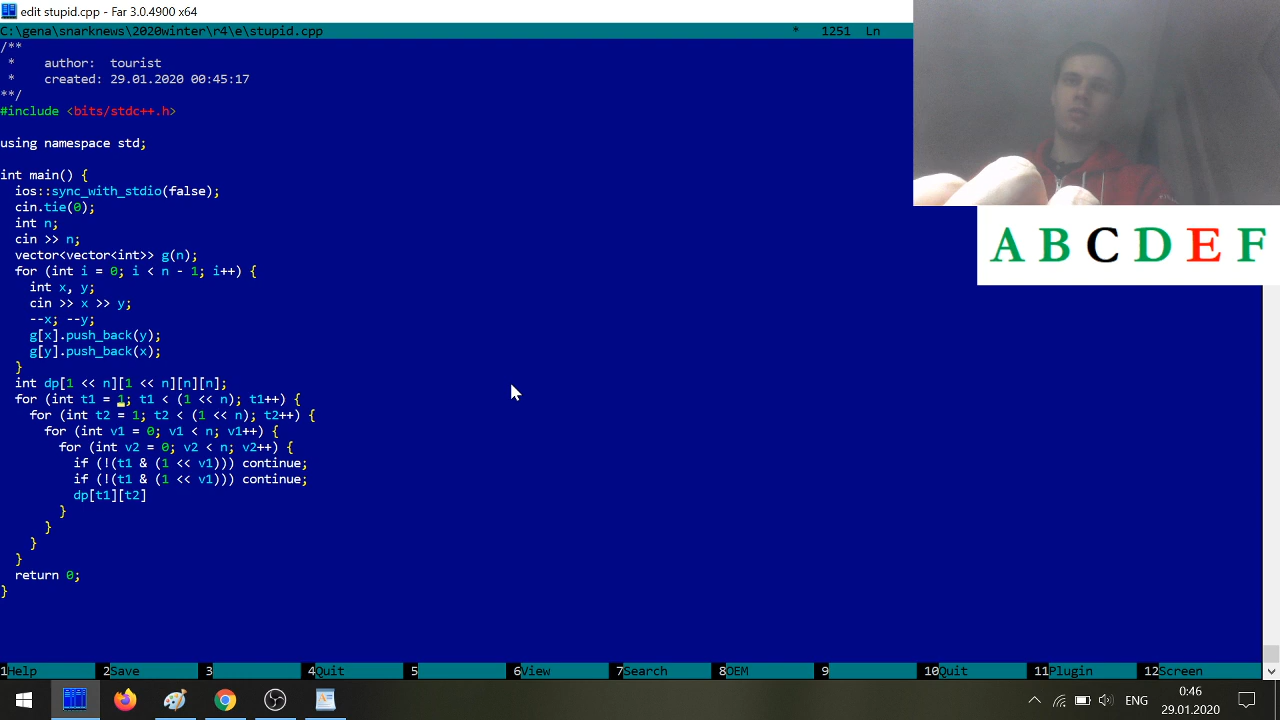 edit stupid.cpp - Far 3.0.4900 x64
C:\gena\snarknews\2020winter\r4\e\stupid.cpp * 1251 Ln
/**
 *    author:  tourist
 *    created: 29.01.2020 00:45:17
**/
#include <bits/stdc++.h>
using namespace std;
int main() {
  ios::sync_with_stdio(false);
  cin.tie(0);
  int n;
  cin >> n;
  vector<vector<int>> g(n);
  for (int i = 0; i < n - 1; i++) {
    int x, y;
    cin >> x >> y;
    --x; --y;
    g[x].push_back(y);
    g[y].push_back(x);
  }
  int dp[1 << n][1 << n][n][n];
  for (int t1 = 1; t1 < (1 << n); t1++) {
    for (int t2 = 1; t2 < (1 << n); t2++) {
      for (int v1 = 0; v1 < n; v1++) {
        for (int v2 = 0; v2 < n; v2++) {
          if (!(t1 & (1 << v1))) continue;
          if (!(t1 & (1 << v1))) continue;
          dp[t1][t2]
        }
      }
    }
  }
  return 0;
}
A B C D E F
1Help 2Save 3 4Quit 5 6View 7Search 8OEM 9 10Quit 11Plugin 12Screen
ENG
0:46
29.01.2020